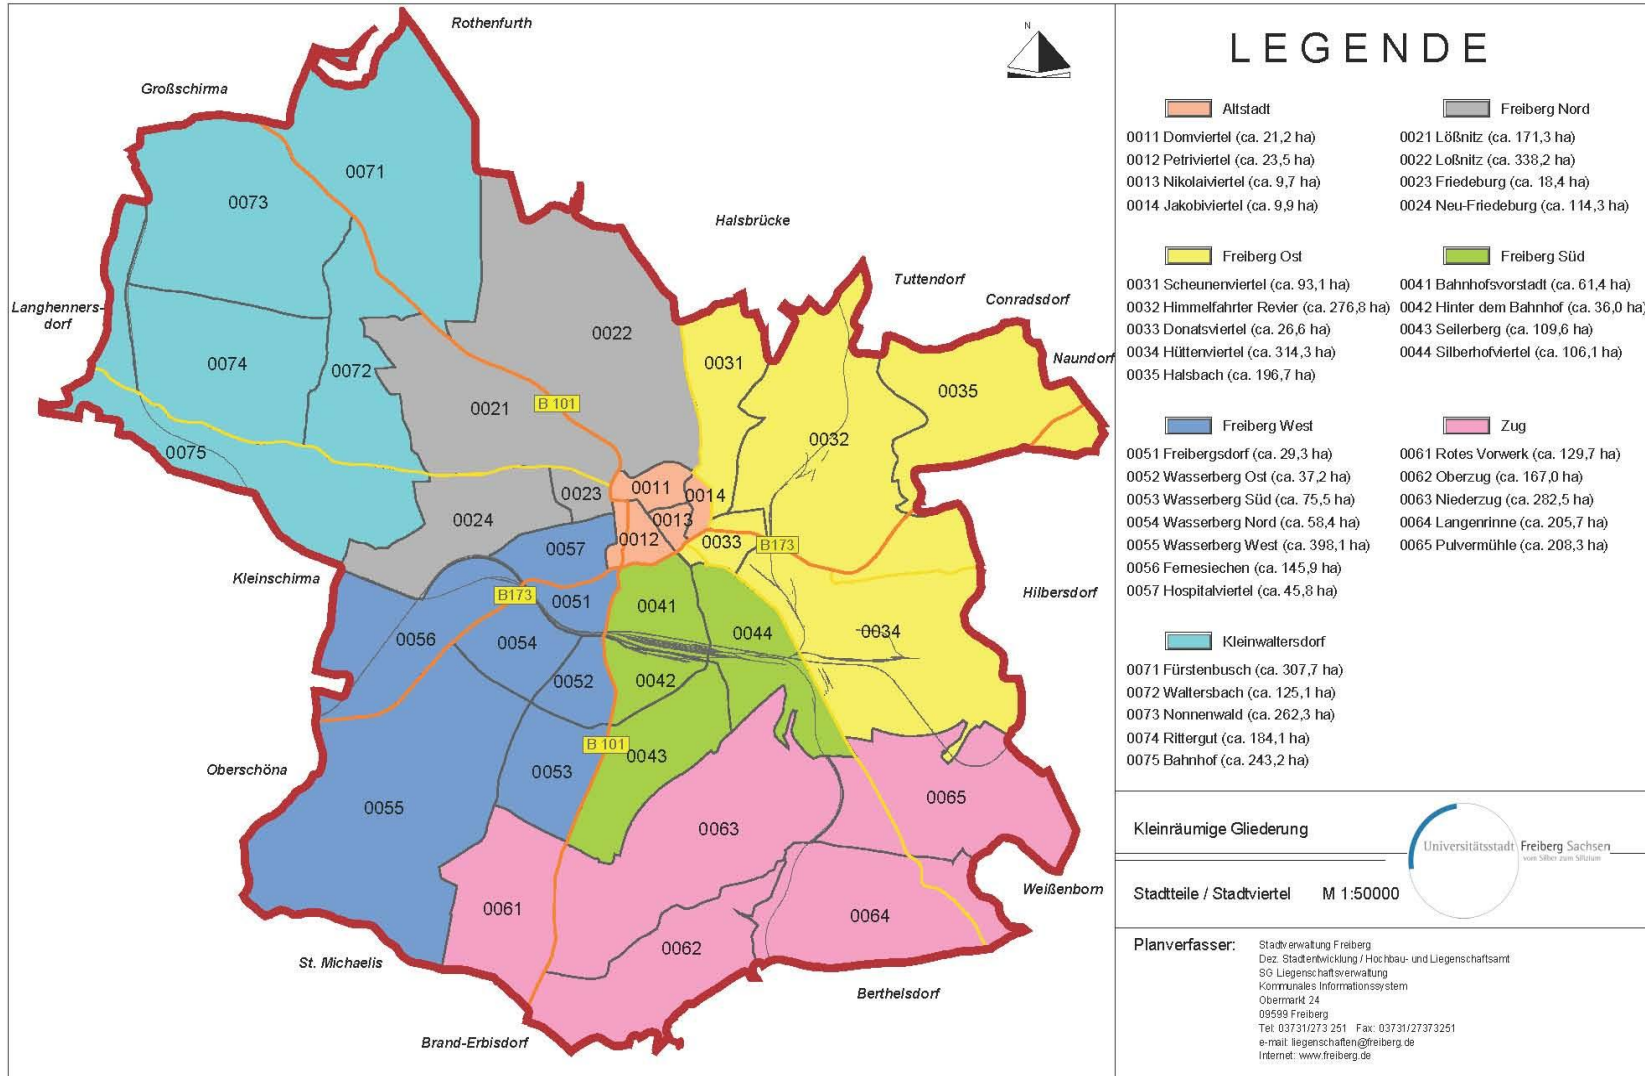 Rothenfurth
N
Großschirma
0071
0073
Halsbrücke
Tuttendorf
Conradsdorf
Langhenners-
dorf
0022
0031
Naundorf
0074
0072
0035
0021
B 101
0032
0075
0011
0014
0023
0013
0024
0012
0033
0057
B173
Kleinschirma
B173
0051
0041
Hilbersdorf
0056
0054
0044
0034
0052
0042
B 101
0043
Oberschöna
0053
0055
0065
0063
Weißenborn
0061
0064
0062
St. Michaelis
Berthelsdorf
Brand-Erbisdorf
LEGENDE
Altstadt
0011 Domviertel (ca. 21,2 ha)
0012 Petriviertel (ca. 23,5 ha)
0013 Nikolaiviertel (ca. 9,7 ha)
0014 Jakobiviertel (ca. 9,9 ha)
Freiberg Nord
0021 Lößnitz (ca. 171,3 ha)
0022 Loßnitz (ca. 338,2 ha)
0023 Friedeburg (ca. 18,4 ha)
0024 Neu-Friedeburg (ca. 114,3 ha)
Freiberg Ost
0031 Scheunenviertel (ca. 93,1 ha)
0032 Himmelfahrter Revier (ca. 276,8 ha)
0033 Donatsviertel (ca. 26,6 ha)
0034 Hüttenviertel (ca. 314,3 ha)
0035 Halsbach (ca. 196,7 ha)
Freiberg Süd
0041 Bahnhofsvorstadt (ca. 61,4 ha)
0042 Hinter dem Bahnhof (ca. 36,0 ha)
0043 Seilerberg (ca. 109,6 ha)
0044 Silberhofviertel (ca. 106,1 ha)
Freiberg West
0051 Freibergsdorf (ca. 29,3 ha)
0052 Wasserberg Ost (ca. 37,2 ha)
0053 Wasserberg Süd (ca. 75,5 ha)
0054 Wasserberg Nord (ca. 58,4 ha)
0055 Wasserberg West (ca. 398,1 ha)
0056 Fernesiechen (ca. 145,9 ha)
0057 Hospitalviertel (ca. 45,8 ha)
Zug
0061 Rotes Vorwerk (ca. 129,7 ha)
0062 Oberzug (ca. 167,0 ha)
0063 Niederzug (ca. 282,5 ha)
0064 Langenrinne (ca. 205,7 ha)
0065 Pulvermühle (ca. 208,3 ha)
Kleinwaltersdorf
0071 Fürstenbusch (ca. 307,7 ha)
0072 Waltersbach (ca. 125,1 ha)
0073 Nonnenwald (ca. 262,3 ha)
0074 Rittergut (ca. 184,1 ha)
0075 Bahnhof (ca. 243,2 ha)
Kleinräumige Gliederung
Universitätsstadt Freiberg Sachsen
vom Silber zum Silizium
Stadtteile / Stadtviertel M 1:50000
Planverfasser:
Stadtverwaltung Freiberg
Dez. Stadtentwicklung / Hochbau- und Liegenschaftsamt
SG Liegenschaftsverwaltung
Kommunales Informationssystem
Obermarkt 24
09599 Freiberg
Tel: 03731/273 251 Fax: 03731/27373251
e-mail: liegenschaften@freiberg.de
Internet: www.freiberg.de